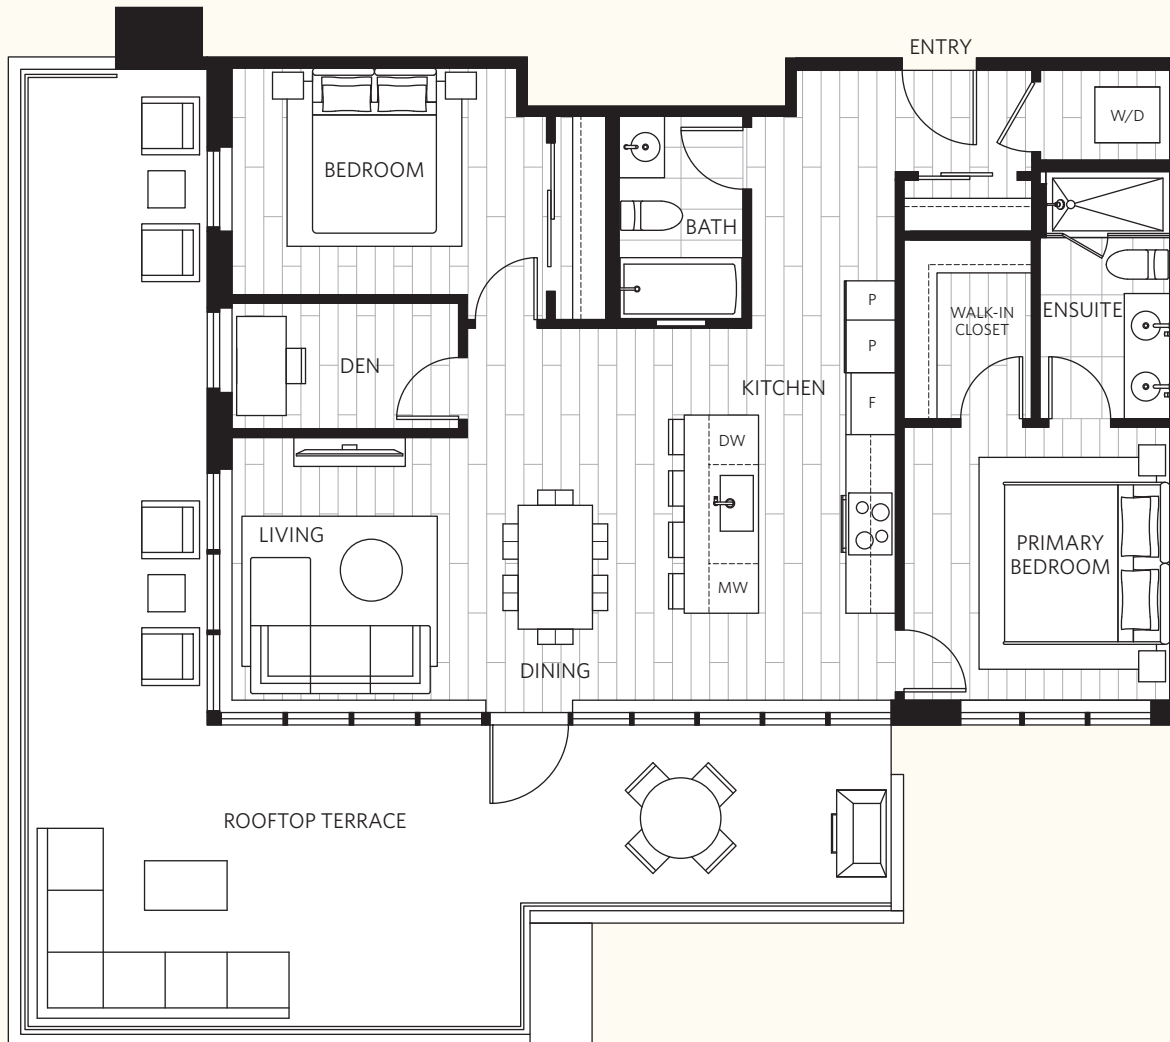 ENTRY
W/D
BEDROOM
BATH
P
WALK-IN
CLOSET
ENSUITE
P
DEN
KITCHEN
F
DW
LIVING
PRIMARY
BEDROOM
MW
DINING
ROOFTOP TERRACE